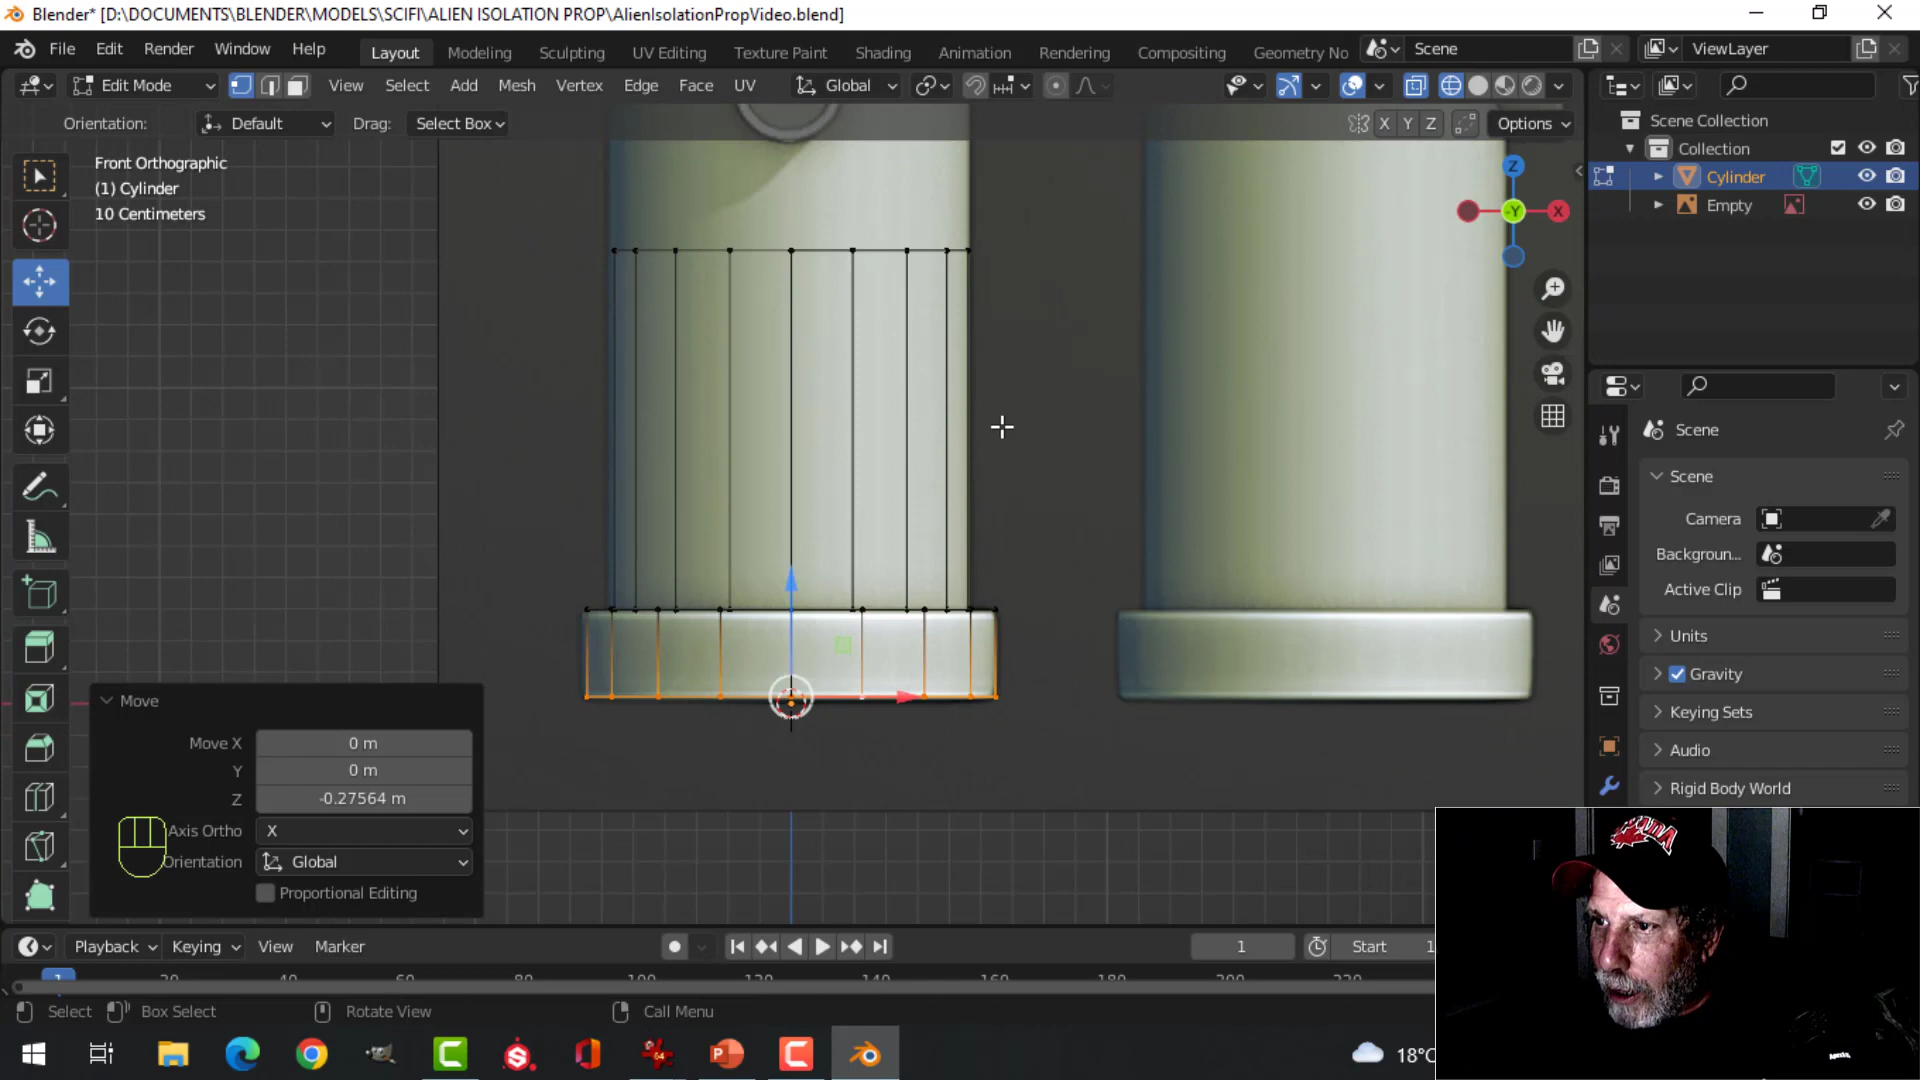 Blender* [D:\DOCUMENTS\BLENDER\MODELS\SCIFI\ALIEN ISOLATION PROP\AlienIsolationPropVideo.blend]
File Edit Render Window Help Layout Modeling Sculpting UV Editing Texture Paint Shading Animation Rendering Compositing Geometry No Scene ViewLayer
Edit Mode View Select Add Mesh Vertex Edge Face UV Global
Orientation: Default Drag: Select Box X Y Z Options
Scene Collection
Collection
Cylinder
Empty
Front Orthographic
(1) Cylinder
10 Centimeters
Z
-Y X
Scene
Scene
Camera
Backgroun...
Active Clip
Units
Gravity
Keying Sets
Audio
Rigid Body World
Move
Move X 0 m
Y 0 m
Z -0.27564 m
Axis Ortho X
Orientation Global
Proportional Editing
Playback Keying View Marker 1 Start 1
1
Select Box Select Rotate View Call Menu
18°C